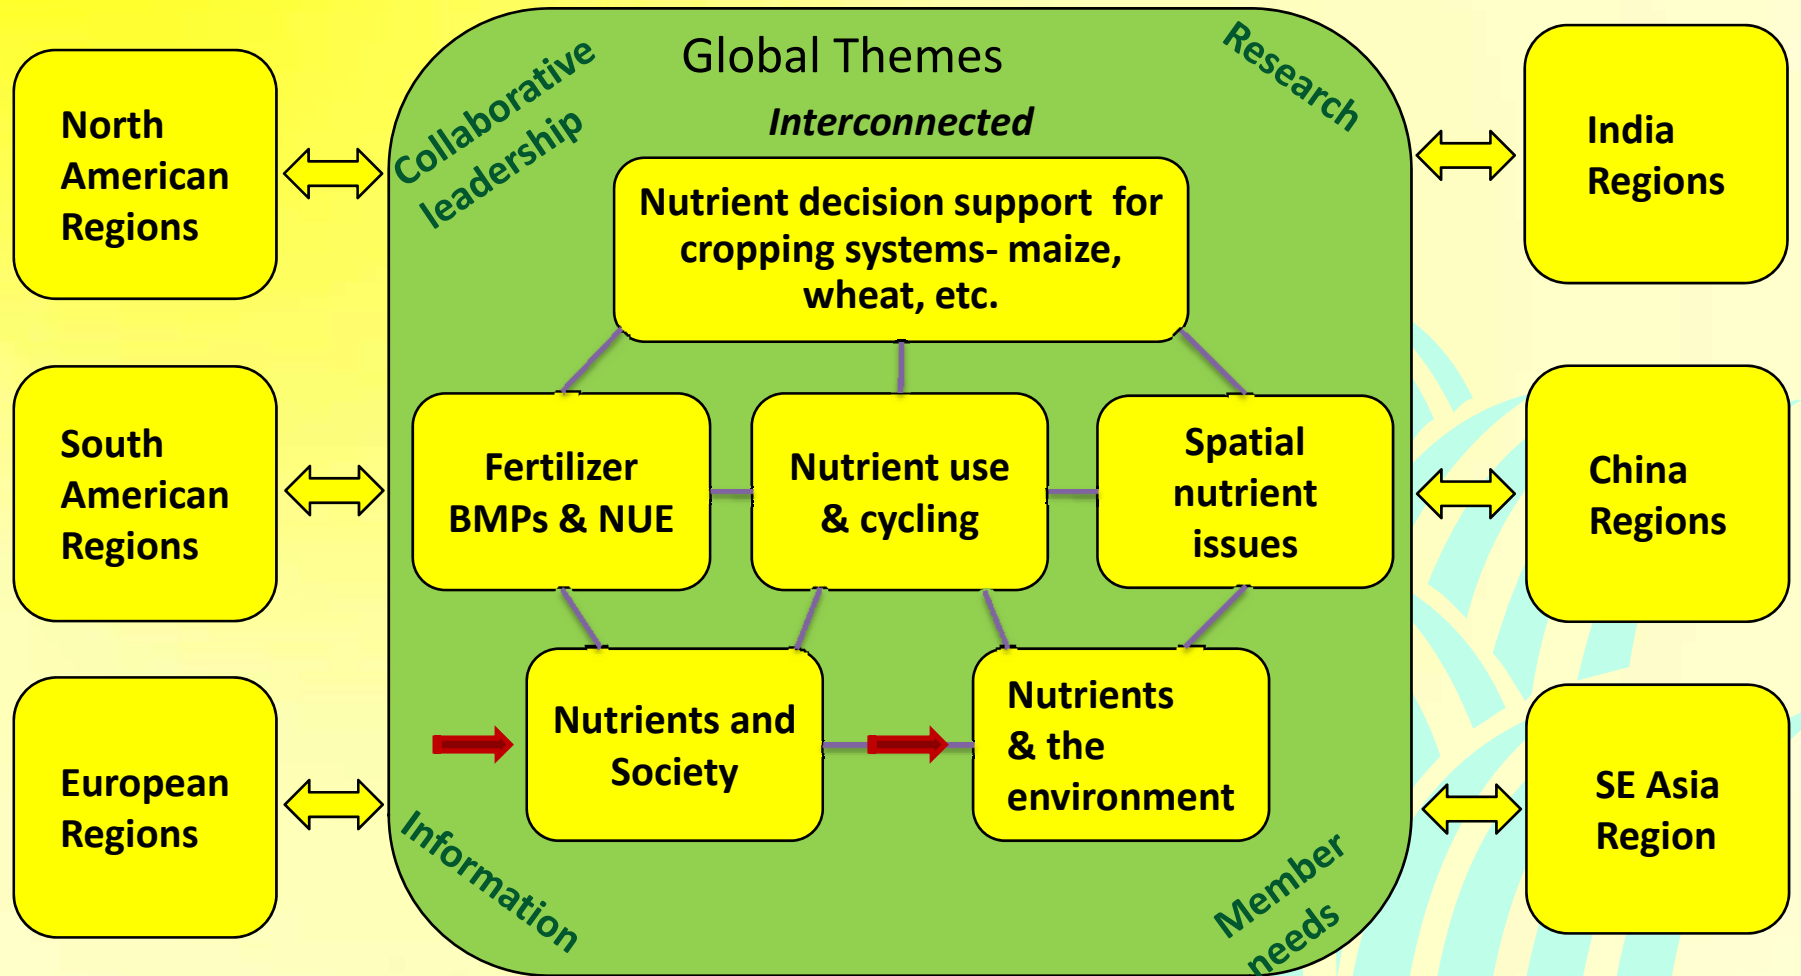 Global Themes
Interconnected
Collaborative
leadership
Research
North
American
Regions
South
American
Regions
European
Regions
Nutrient decision support for
cropping systems- maize,
wheat, etc.
Fertilizer
BMPs & NUE
Nutrient use
& cycling
Spatial
nutrient
issues
Nutrients and
Society
Nutrients
& the
environment
Information
Member
needs
India
Regions
China
Regions
SE Asia
Region